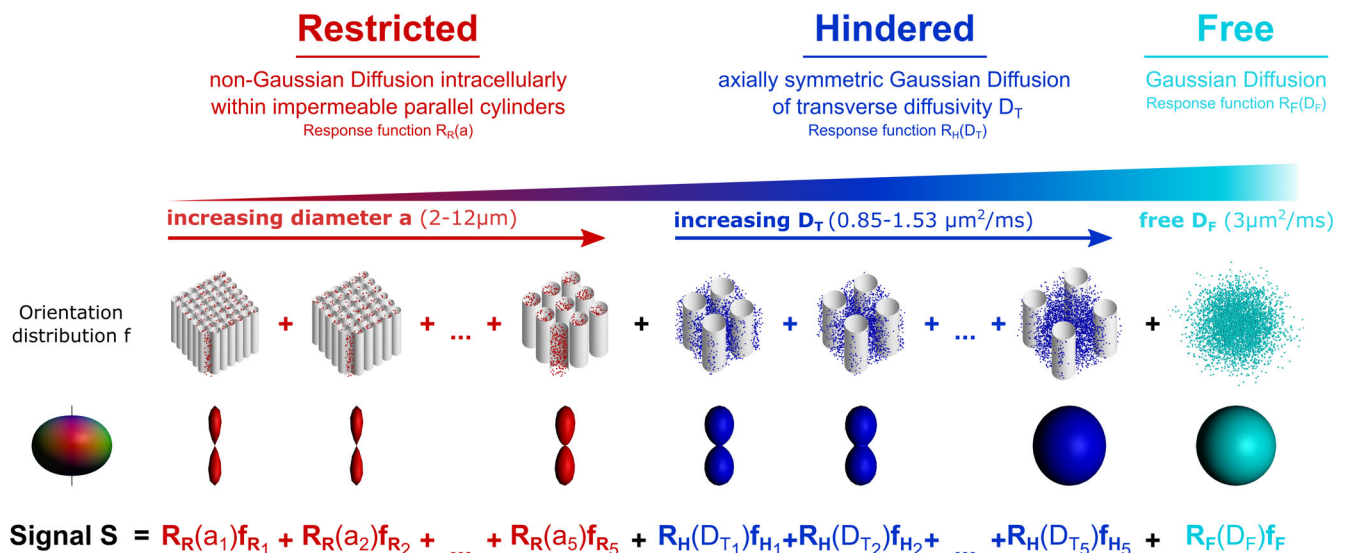 Restricted
Hindered
Free
non-Gaussian Diffusion intracellularly
within impermeable parallel cylinders
Response function R_R(a)
axially symmetric Gaussian Diffusion
of transverse diffusivity D_T
Response function R_H(D_T)
Gaussian Diffusion
Response function R_F(D_F)
increasing diameter a (2-12µm)
increasing D_T (0.85-1.53 µm²/ms)
free D_F (3µm²/ms)
Orientation
distribution f
+ + ... + + + + ... + +
Signal S = R_R(a₁)f_R₁ + R_R(a₂)f_R₂ + ... + R_R(a₅)f_R₅ + R_H(D_T₁)f_H₁+R_H(D_T₂)f_H₂+ ... +R_H(D_T₅)f_H₅ + R_F(D_F)f_F